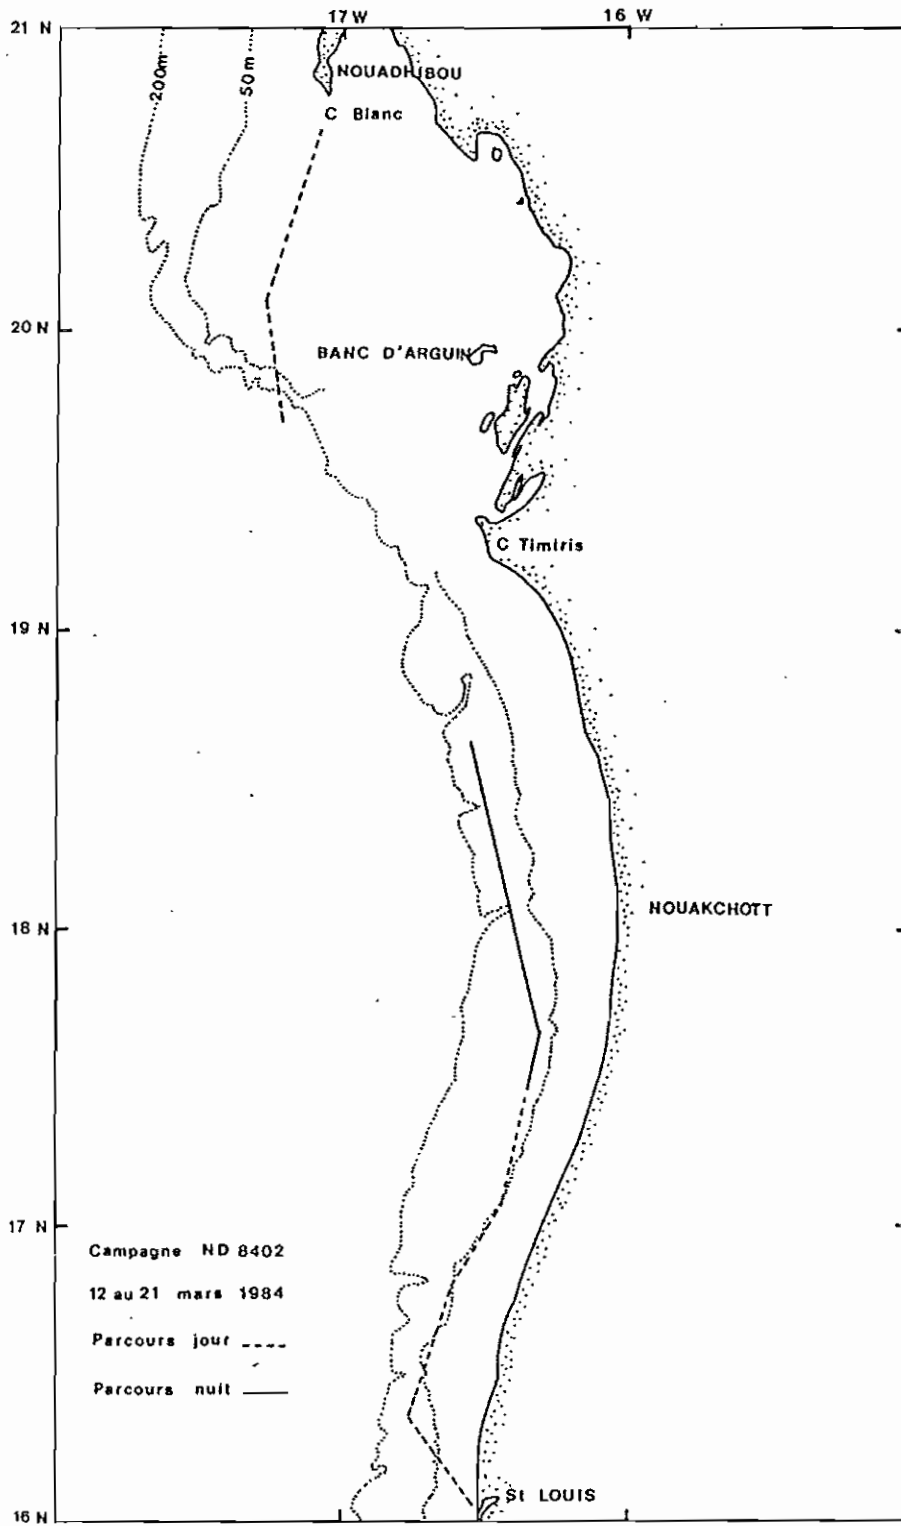 17 W
16 W
21 N
200m
50m
NOUADHIBOU
C Blanc
20 N
BANC D'ARGUIN
C Timiris
19 N
NOUAKCHOTT
18 N
17 N
Campagne ND 8402
12 au 21 mars 1984
Parcours jour
Parcours nuit
St LOUIS
16 N